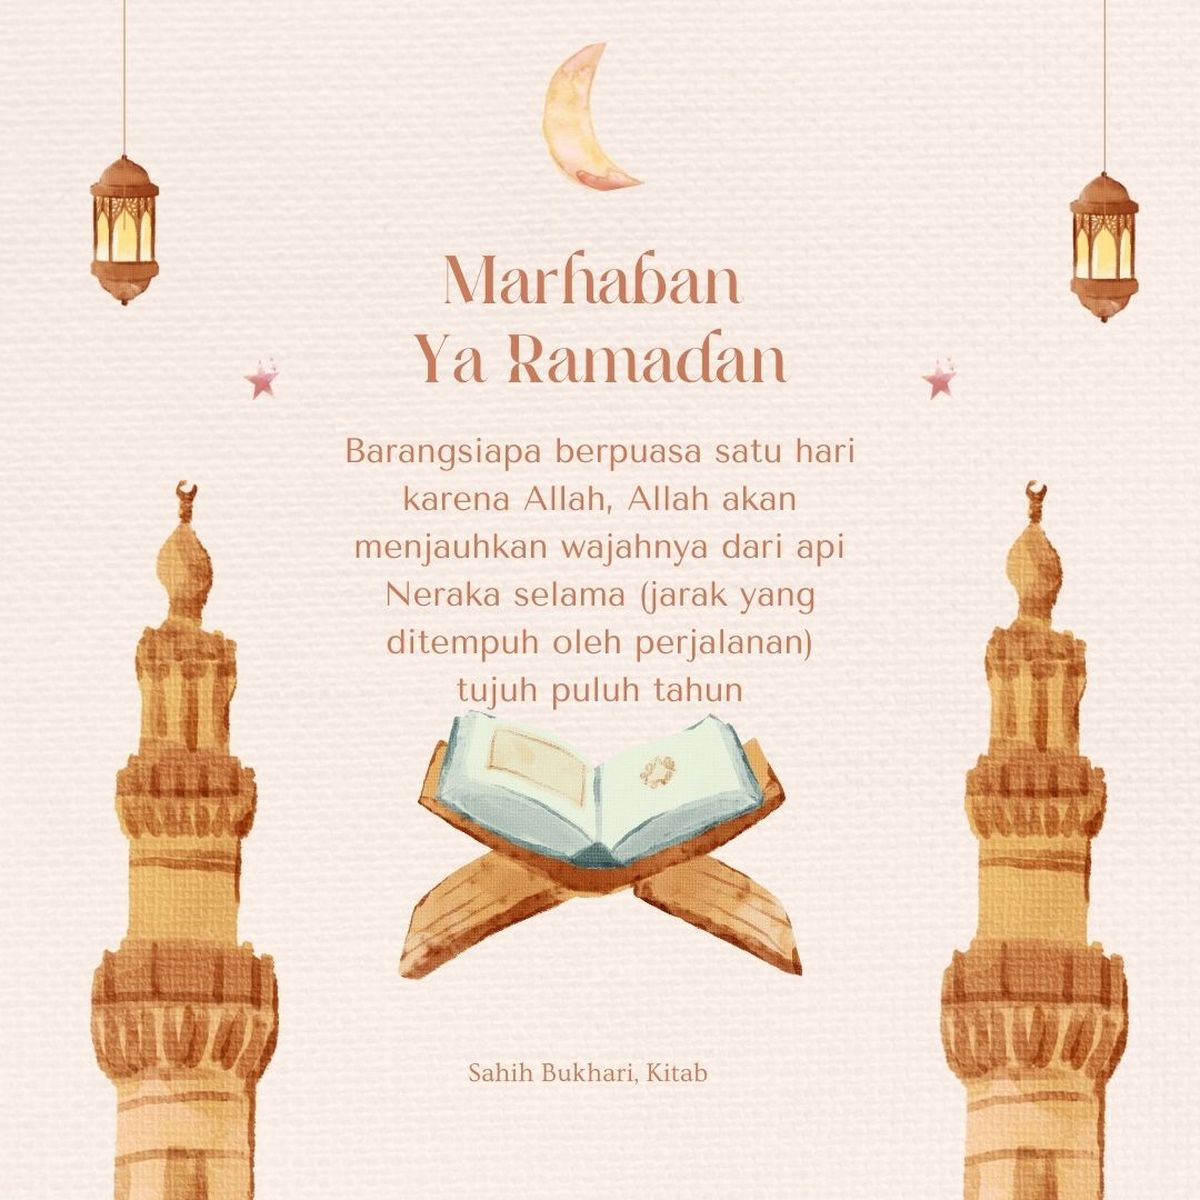 Marhaban
Ya Ramadan
Barangsiapa berpuasa satu hari
karena Allah, Allah akan
menjauhkan wajahnya dari api
Neraka selama (jarak yang
ditempuh oleh perjalanan)
tujuh puluh tahun
Sahih Bukhari, Kitab